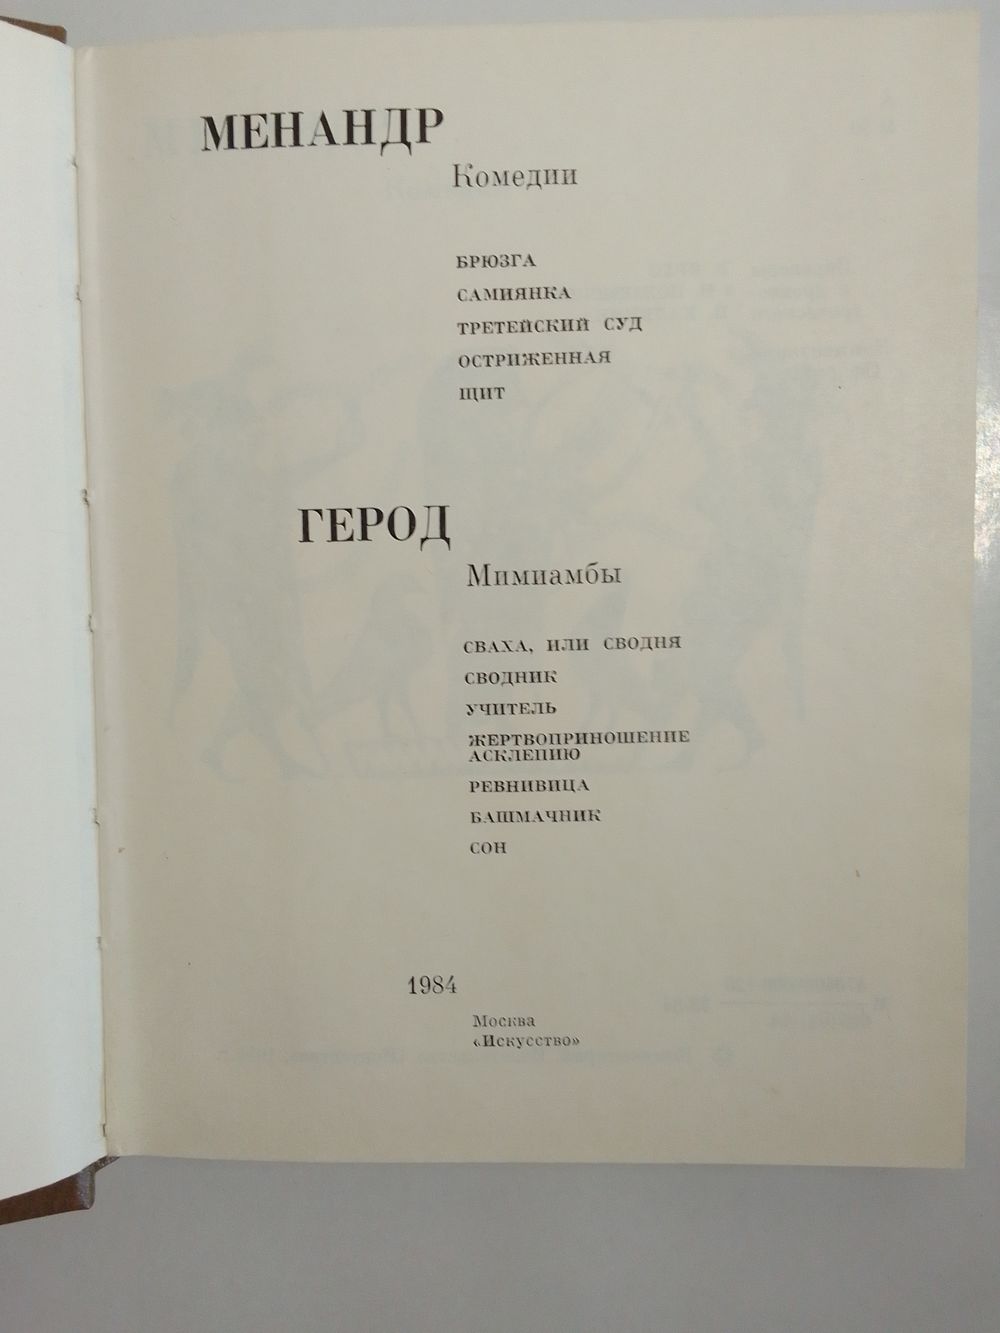 МЕНАНДР
Комедии
БРЮЗГА
САМИЯНКА
ТРЕТЕЙСКИЙ СУД
ОСТРИЖЕННАЯ
ЩИТ
ГЕРОД
Мимиамбы
СВАХА, ИЛИ СВОДНЯ
СВОДНИК
УЧИТЕЛЬ
ЖЕРТВОПРИНОШЕНИЕ
АСКЛЕПИЮ
РЕВНИВИЦА
БАШМАЧНИК
СОН
1984
Москва
«Искусство»